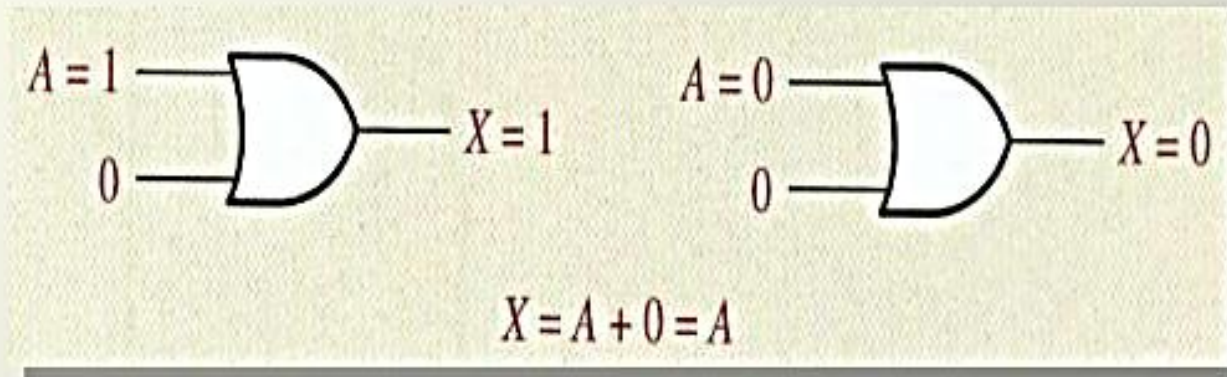 A = 1
0
X = 1
A = 0
0
X = 0
X = A + 0 = A